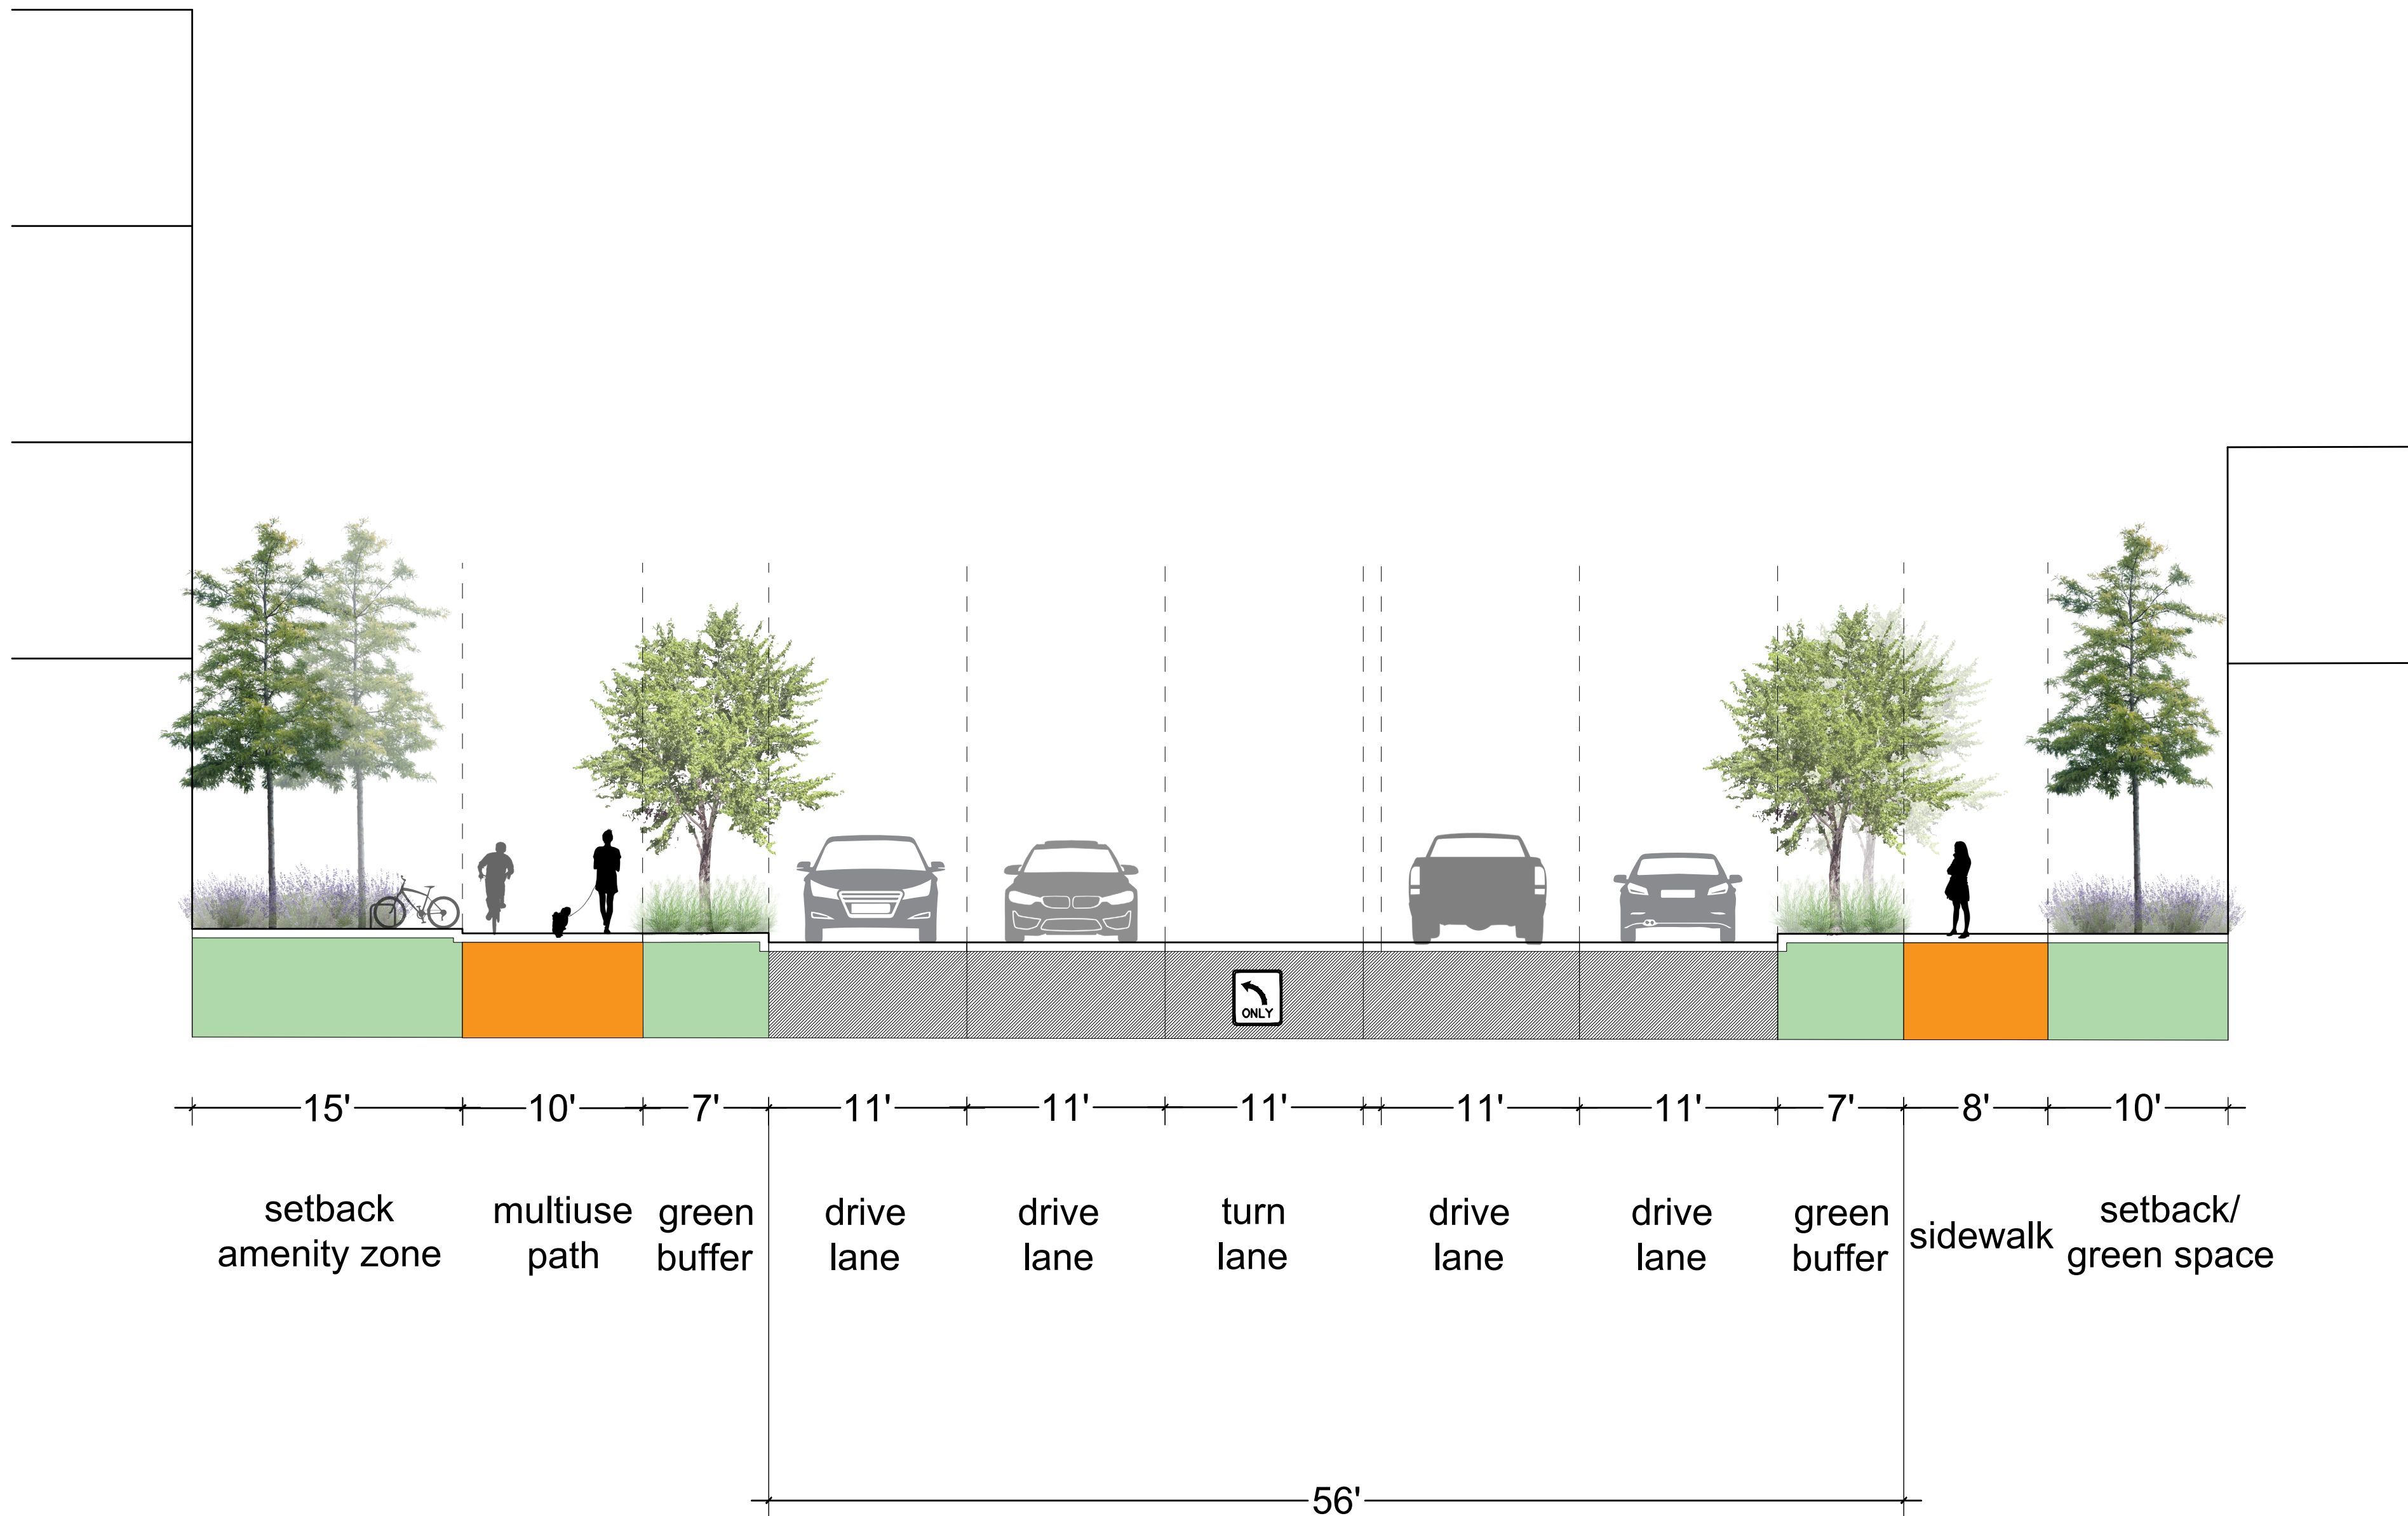 ONLY
15' 10' 7' 11' 11' 11' 11' 11' 7' 8' 10'
setback
amenity zone
multiuse
path
green
buffer
drive
lane
drive
lane
turn
lane
drive
lane
drive
lane
green
buffer
sidewalk
setback/
green space
56'